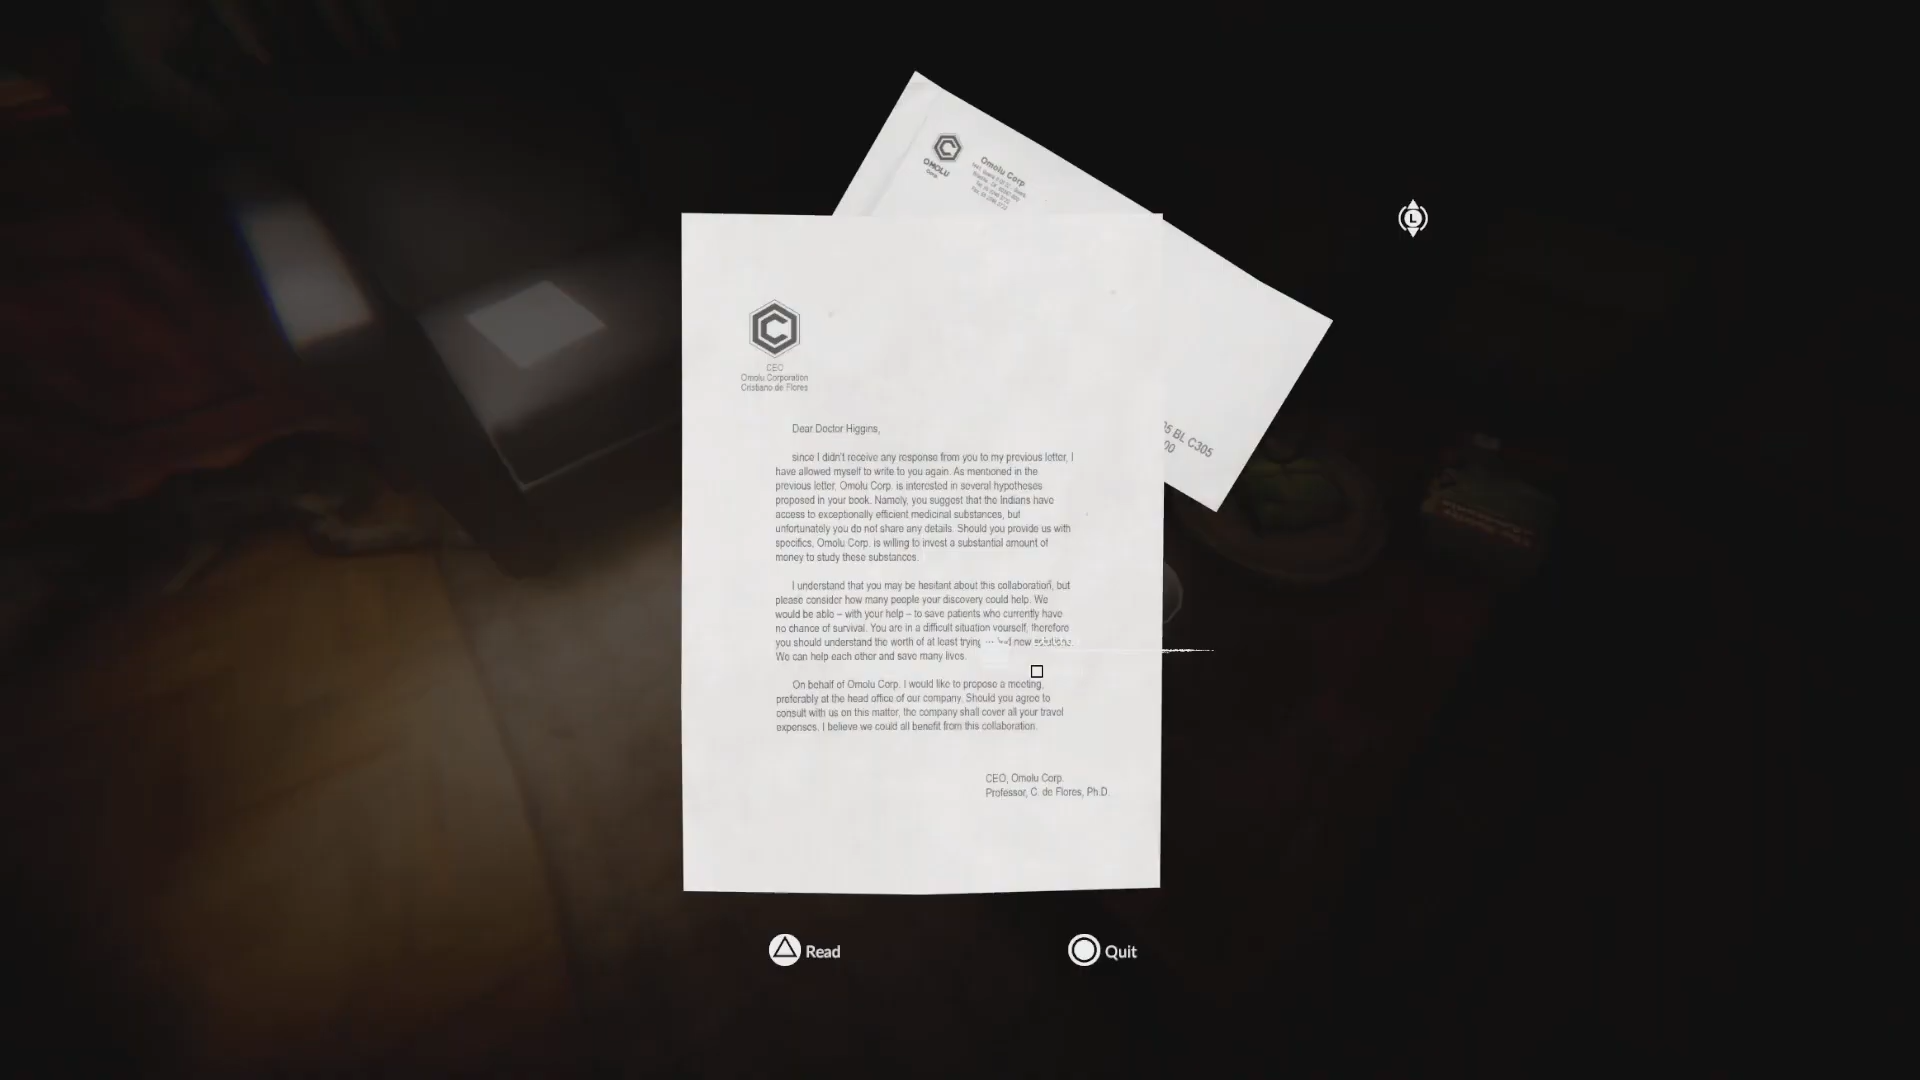 OMOLU
Corp.
Omolu Corp
35 BL C305
00
CEO
Omolu Corporation
Cristiano de Flores
Dear Doctor Higgins,
since I didn't receive any response from you to my previous letter, I
have allowed myself to write to you again. As mentioned in the
previous letter, Omolu Corp. is interested in several hypotheses
proposed in your book. Namely, you suggest that the Indians have
access to exceptionally efficient medicinal substances, but
unfortunately you do not share any details. Should you provide us with
specifics, Omolu Corp. is willing to invest a substantial amount of
money to study these substances.
I understand that you may be hesitant about this collaboration, but
please consider how many people your discovery could help. We
would be able – with your help – to save patients who currently have
no chance of survival. You are in a difficult situation yourself, therefore
you should understand the worth of at least trying new solutions.
We can help each other and save many lives.
On behalf of Omolu Corp. I would like to propose a meeting,
preferably at the head office of our company. Should you agree to
consult with us on this matter, the company shall cover all your travel
expenses. I believe we could all benefit from this collaboration.
CEO, Omolu Corp.
Professor, C. de Flores, Ph.D.
L
Read
Quit